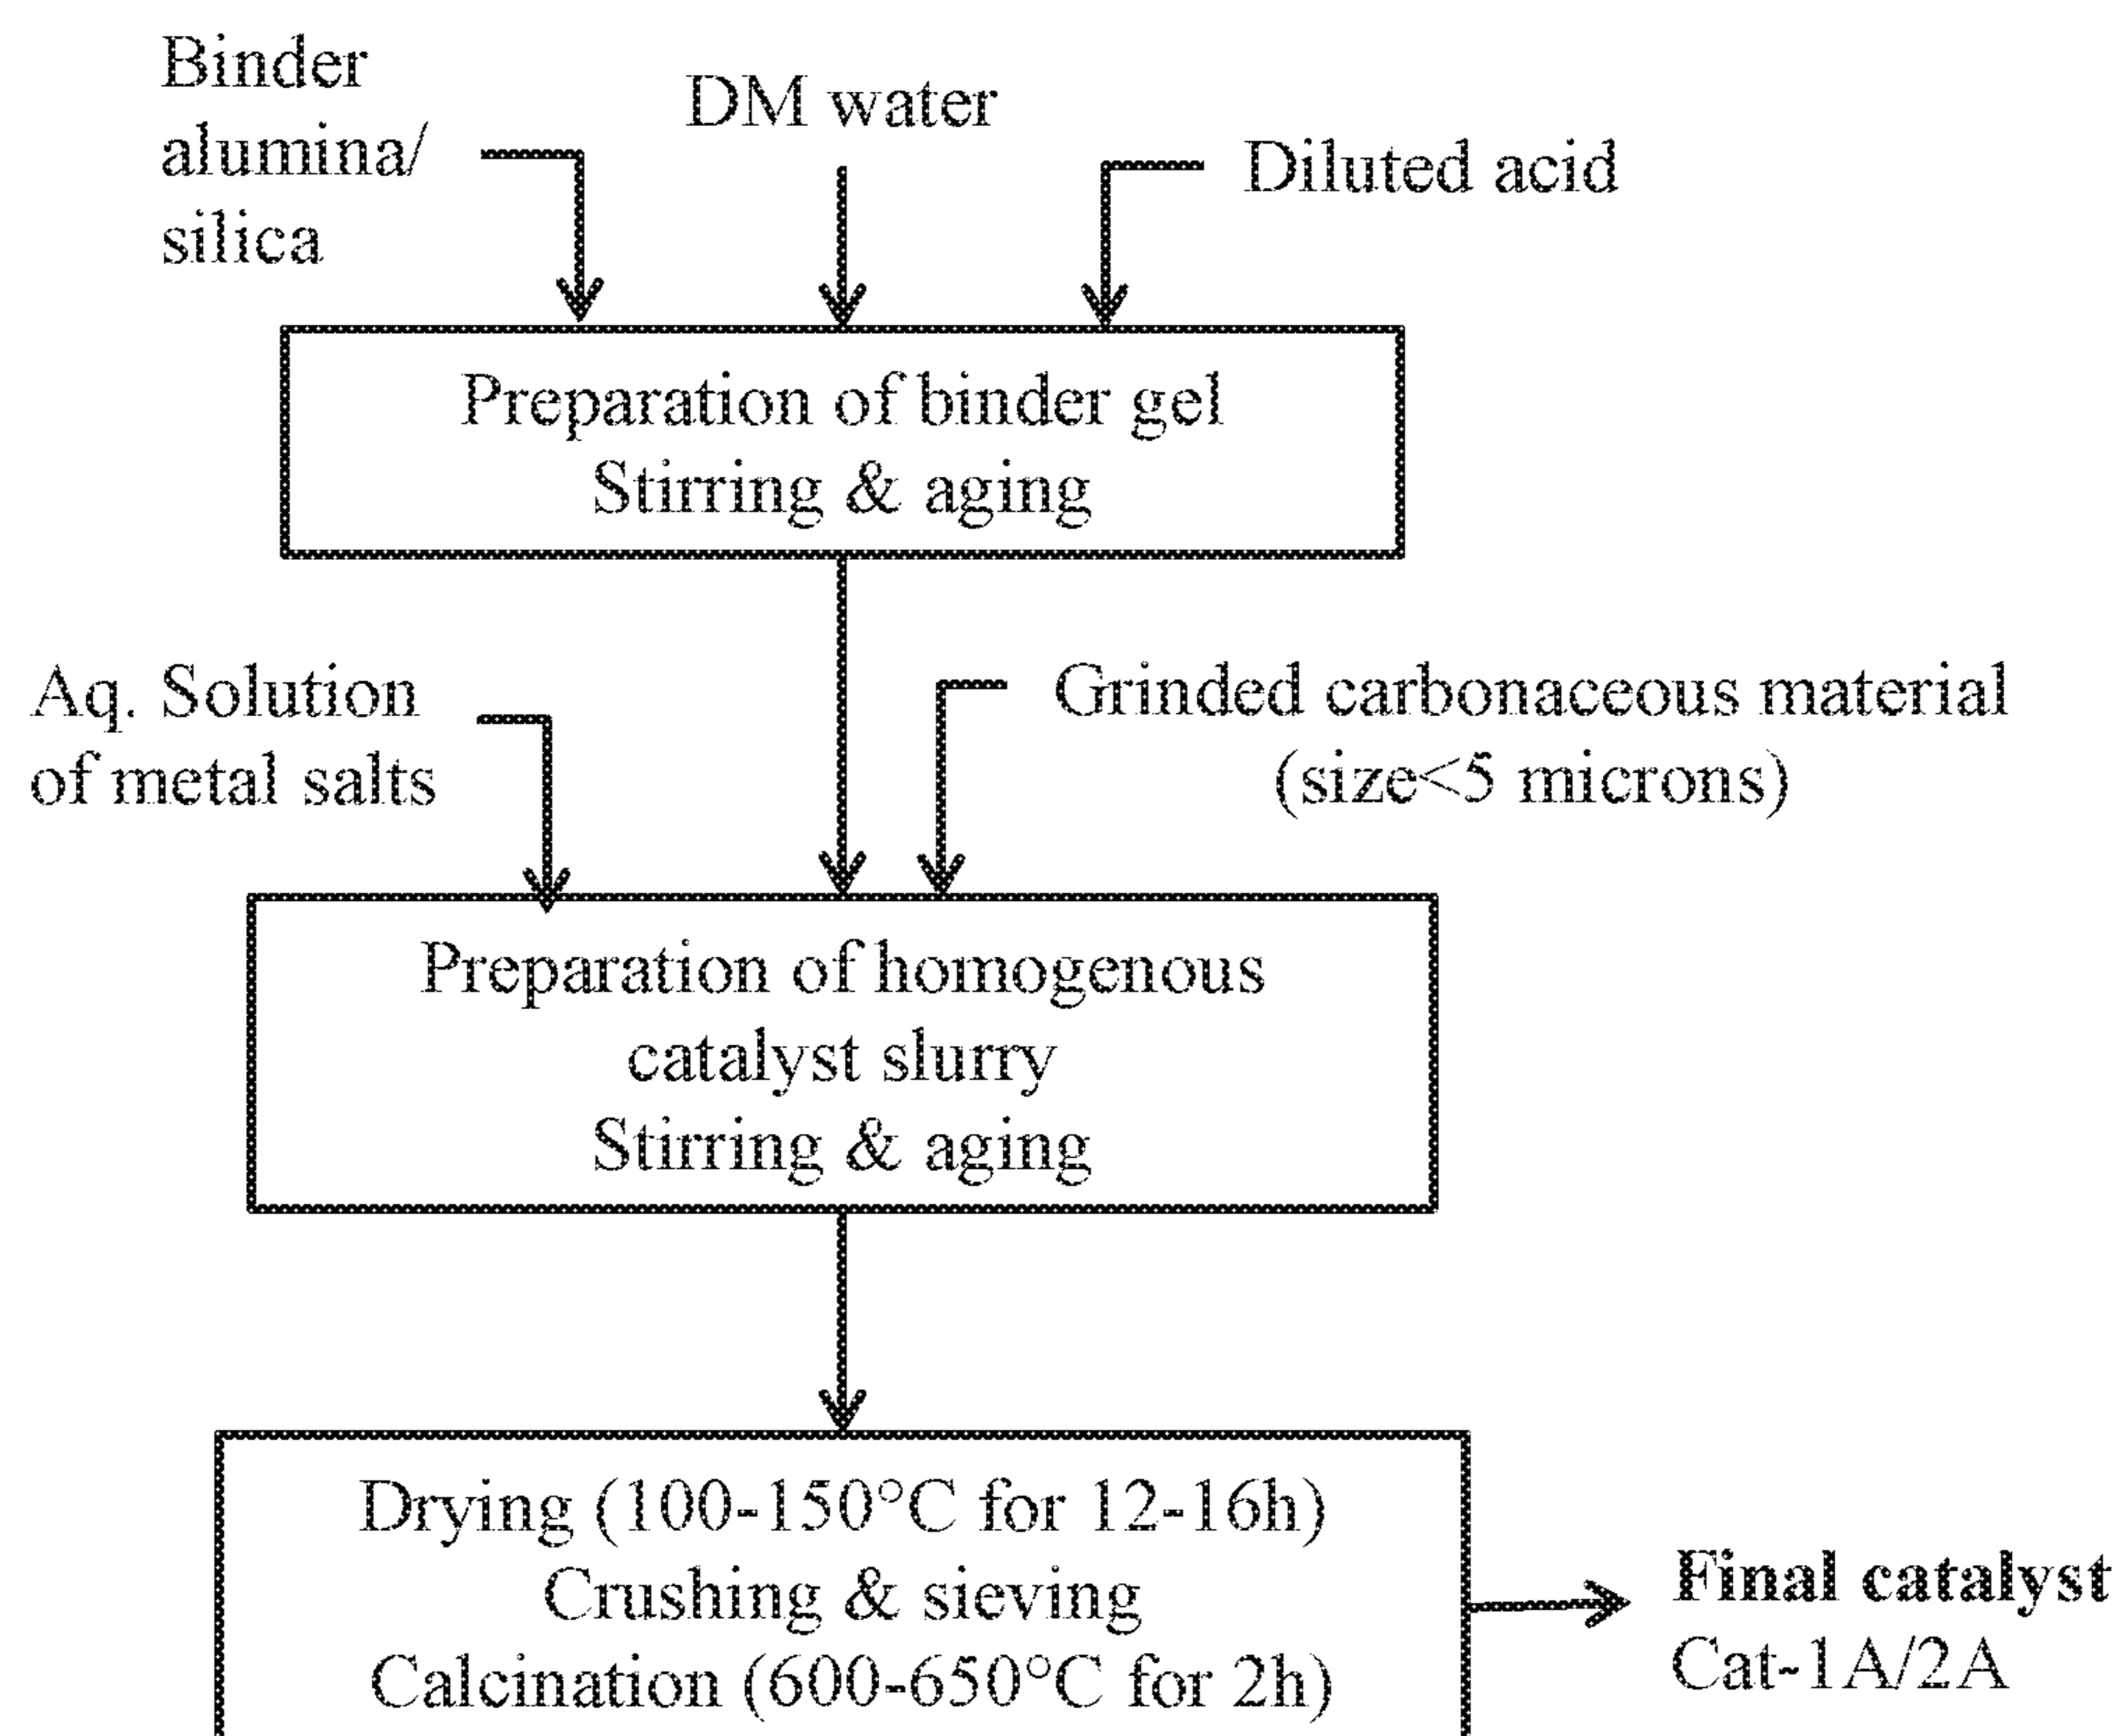 Binder
alumina/
silica
DM water
Diluted acid
Preparation of binder gel
Stirring & aging
Aq. Solution
of metal salts
Grinded carbonaceous material
(size<5 microns)
Preparation of homogenous
catalyst slurry
Stirring & aging
Drying (100-150°C for 12-16h)
Crushing & sieving
Calcination (600-650°C for 2h)
Final catalyst
Cat-1A/2A